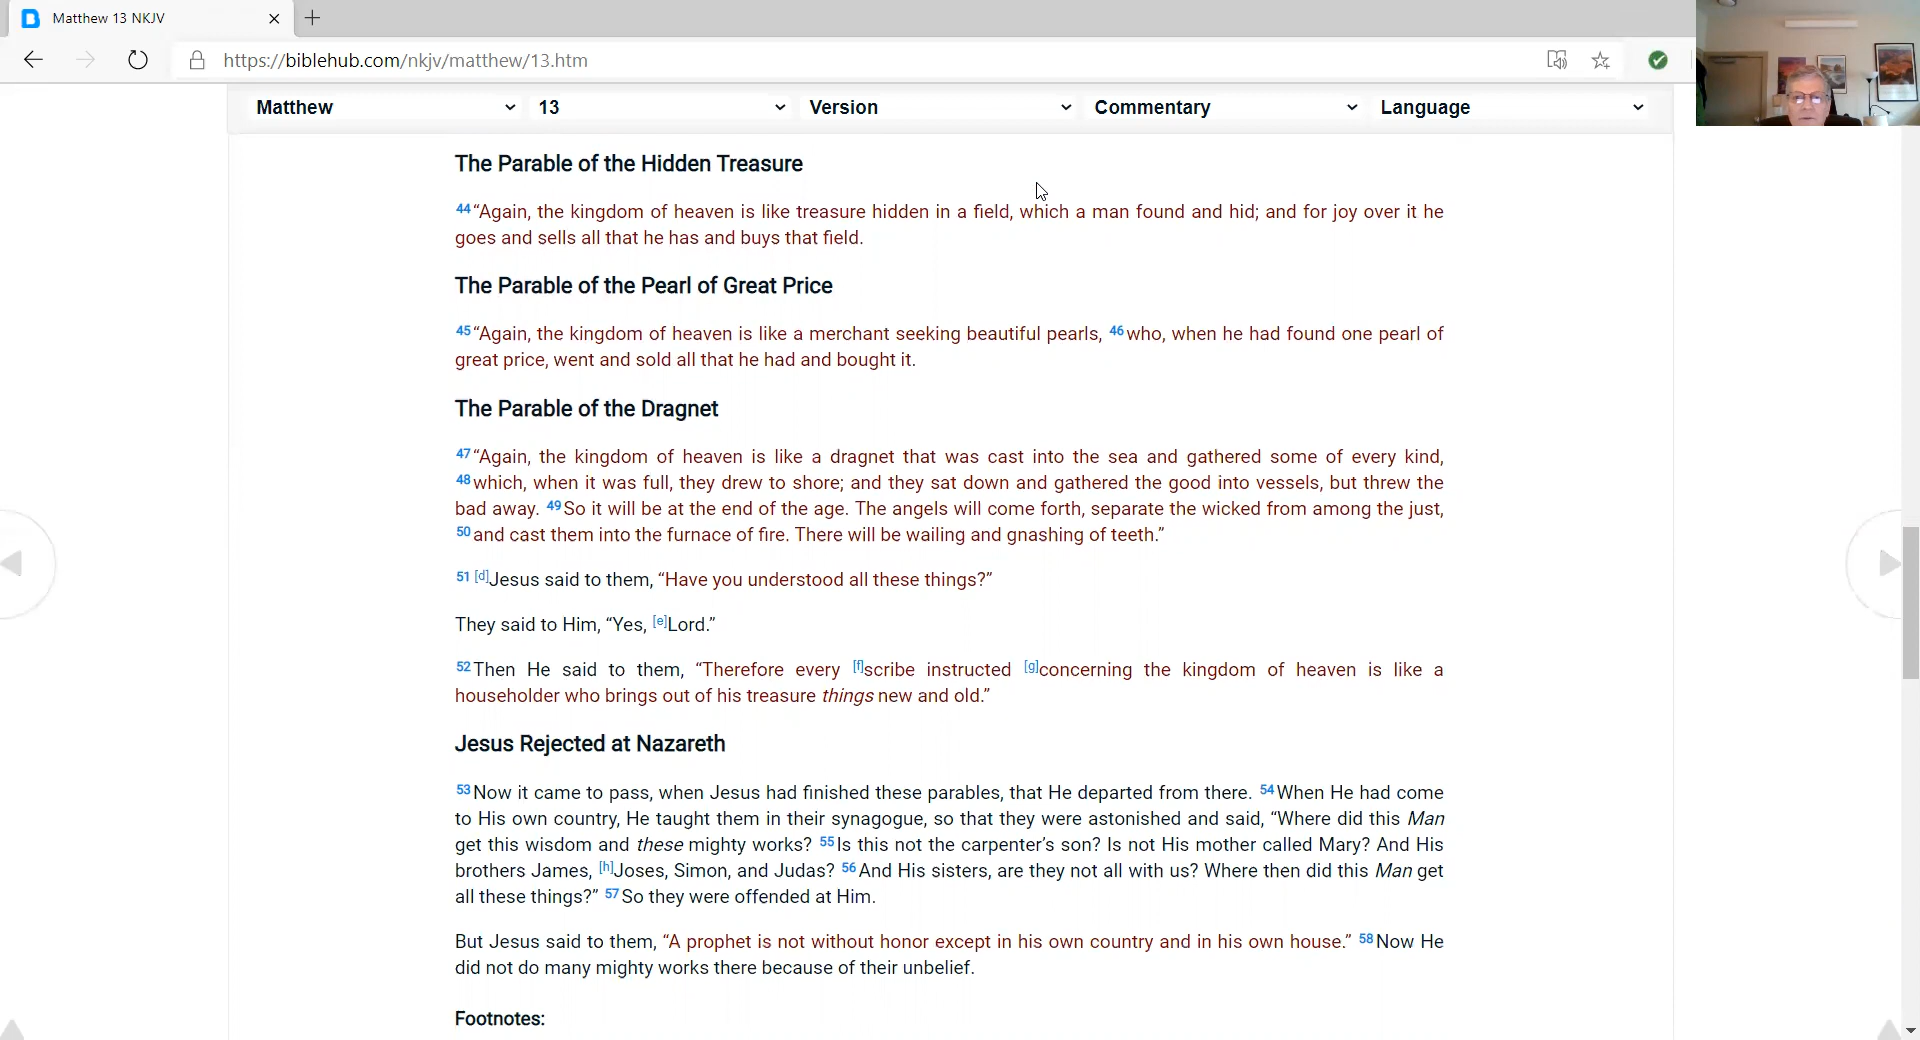 Matthew 13 NKJV
https://biblehub.com/nkjv/matthew/13.htm
Matthew 13 Version Commentary Language
The Parable of the Hidden Treasure
44 “Again, the kingdom of heaven is like treasure hidden in a field, which a man found and hid; and for joy over it he
goes and sells all that he has and buys that field.
The Parable of the Pearl of Great Price
45 “Again, the kingdom of heaven is like a merchant seeking beautiful pearls, 46 who, when he had found one pearl of
great price, went and sold all that he had and bought it.
The Parable of the Dragnet
47 “Again, the kingdom of heaven is like a dragnet that was cast into the sea and gathered some of every kind,
48 which, when it was full, they drew to shore; and they sat down and gathered the good into vessels, but threw the
bad away. 49 So it will be at the end of the age. The angels will come forth, separate the wicked from among the just,
50 and cast them into the furnace of fire. There will be wailing and gnashing of teeth.”
51 [d]Jesus said to them, “Have you understood all these things?”
They said to Him, “Yes, [e]Lord.”
52 Then He said to them, “Therefore every [f]scribe instructed [g]concerning the kingdom of heaven is like a
householder who brings out of his treasure things new and old.”
Jesus Rejected at Nazareth
53 Now it came to pass, when Jesus had finished these parables, that He departed from there. 54 When He had come
to His own country, He taught them in their synagogue, so that they were astonished and said, “Where did this Man
get this wisdom and these mighty works? 55 Is this not the carpenter’s son? Is not His mother called Mary? And His
brothers James, [h]Joses, Simon, and Judas? 56 And His sisters, are they not all with us? Where then did this Man get
all these things?” 57 So they were offended at Him.
But Jesus said to them, “A prophet is not without honor except in his own country and in his own house.” 58 Now He
did not do many mighty works there because of their unbelief.
Footnotes: